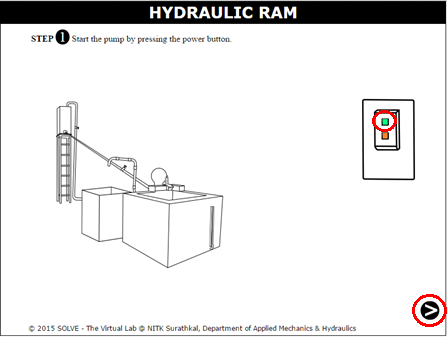 HYDRAULIC RAM
STEP 1 Start the pump by pressing the power button.
© 2015 SOLVE - The Virtual Lab @ NITK Surathkal, Department of Applied Mechanics & Hydraulics